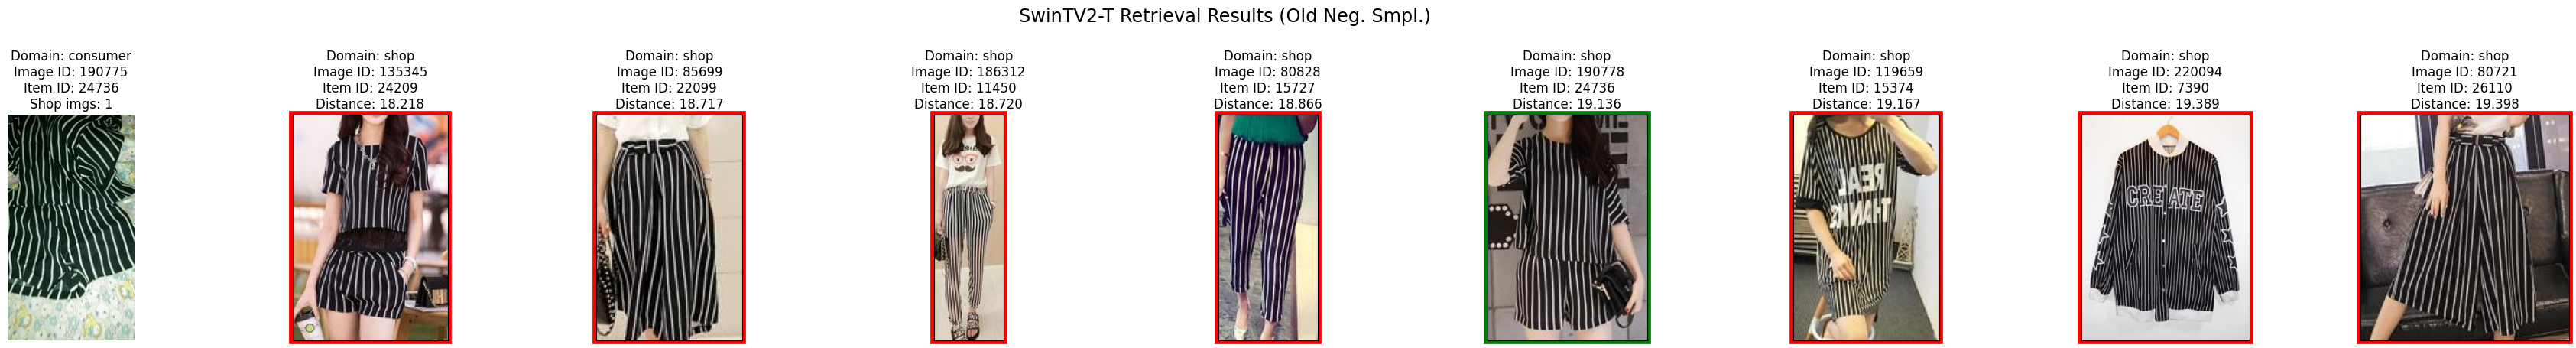 SwinTV2-T Retrieval Results (Old Neg. Smpl.)
Domain: consumer
Image ID: 190775
Item ID: 24736
Shop imgs: 1
Domain: shop
Image ID: 135345
Item ID: 24209
Distance: 18.218
Domain: shop
Image ID: 85699
Item ID: 22099
Distance: 18.717
Domain: shop
Image ID: 186312
Item ID: 11450
Distance: 18.720
Domain: shop
Image ID: 80828
Item ID: 15727
Distance: 18.866
Domain: shop
Image ID: 190778
Item ID: 24736
Distance: 19.136
Domain: shop
Image ID: 119659
Item ID: 15374
Distance: 19.167
Domain: shop
Image ID: 220094
Item ID: 7390
Distance: 19.389
Domain: shop
Image ID: 80721
Item ID: 26110
Distance: 19.398
REAL
CREATE